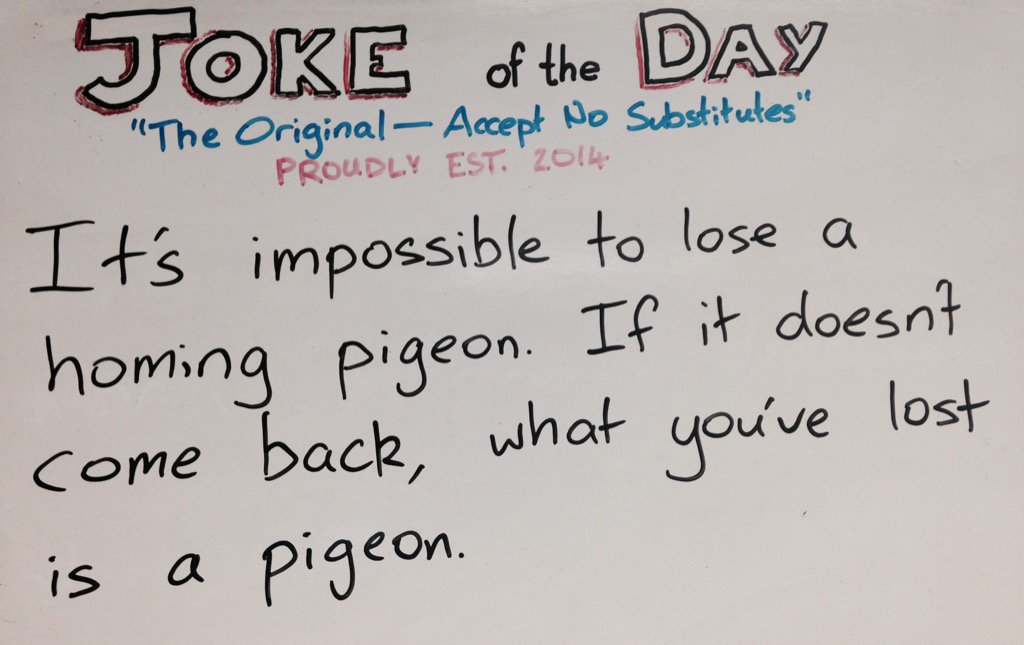 JOKE of the DAY
"The Original — Accept No Substitutes"
PROUDLY EST. 2014
It's impossible to lose a
homing pigeon. If it doesn't
come back, what you've lost
is a pigeon.